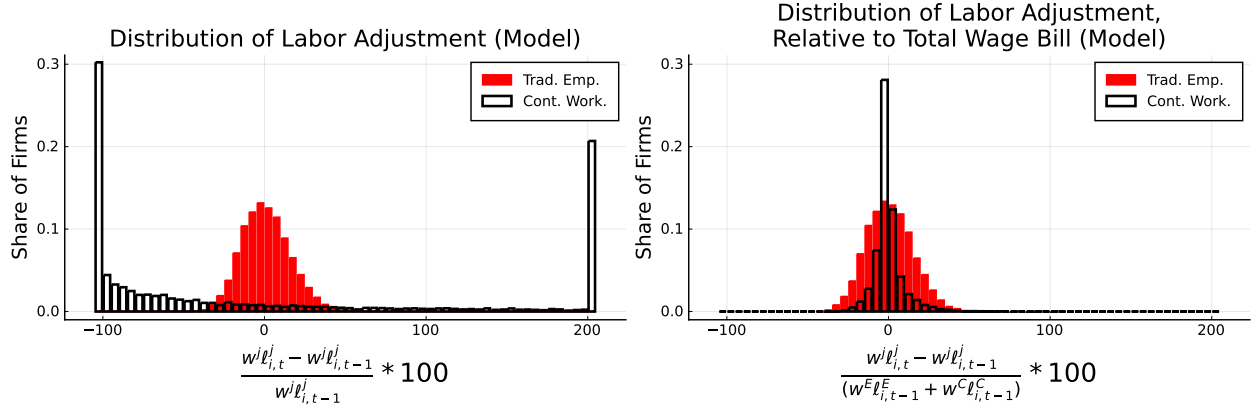 Distribution of Labor Adjustment (Model)
Share of Firms
0.3
0.2
0.1
0.0
Trad. Emp.
Cont. Work.
−100
0
100
200
\frac{w^j ℓ^j_{i,t} − w^j ℓ^j_{i,t−1}}{w^j ℓ^j_{i,t−1}} * 100
Distribution of Labor Adjustment,
Relative to Total Wage Bill (Model)
Share of Firms
0.3
0.2
0.1
0.0
Trad. Emp.
Cont. Work.
−100
0
100
200
\frac{w^j ℓ^j_{i,t} − w^j ℓ^j_{i,t−1}}{(w^E ℓ^E_{i,t−1} + w^C ℓ^C_{i,t−1})} * 100